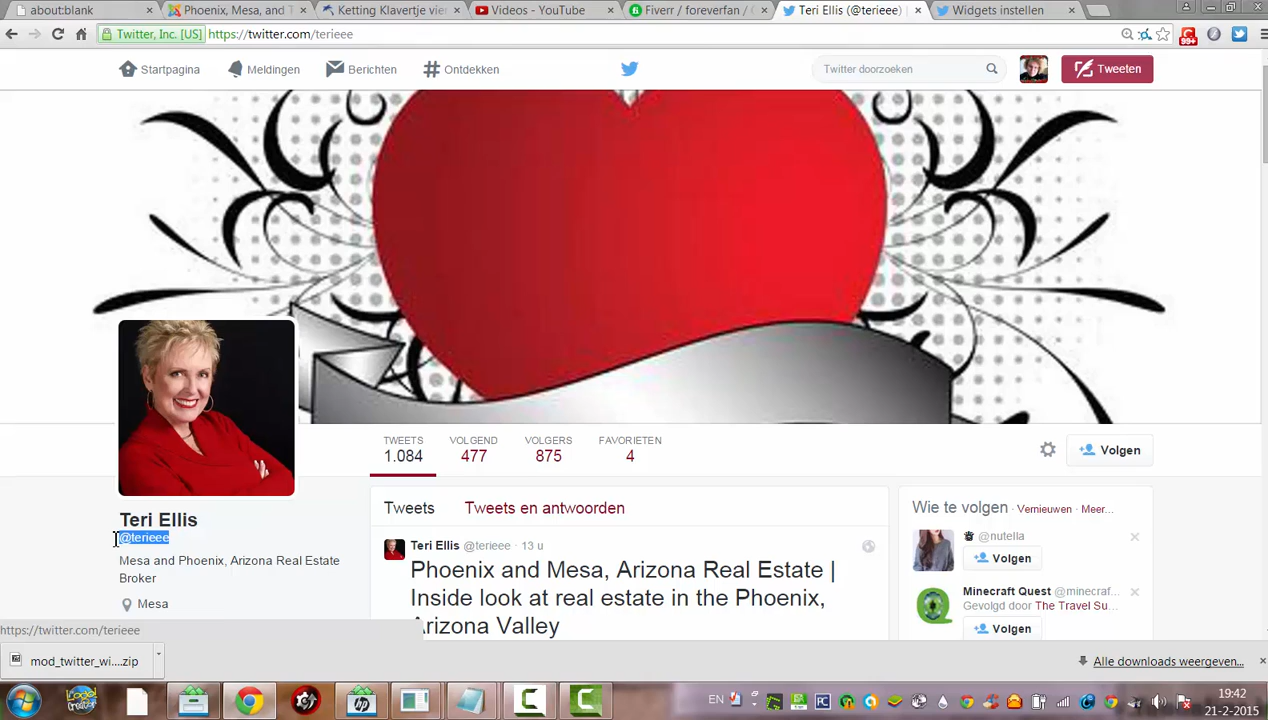 about:blank
Phoenix, Mesa, and T
Ketting Klavertje vier
Videos - YouTube
Fiverr / foreverfan / C
Teri Ellis (@terieee) |
Widgets instellen
Twitter, Inc. [US]
https://twitter.com/terieee
99+
Startpagina
Meldingen
Berichten
Ontdekken
Twitter doorzoeken
Tweeten
TWEETS
VOLGEND
VOLGERS
FAVORIETEN
1.084
477
875
4
Volgen
Teri Ellis
@terieee
Mesa and Phoenix, Arizona Real Estate
Broker
Mesa
Tweets
Tweets en antwoorden
Teri Ellis @terieee · 13 u
Phoenix and Mesa, Arizona Real Estate |
Inside look at real estate in the Phoenix,
Arizona Valley
Wie te volgen · Vernieuwen · Meer...
@nutella
Volgen
Minecraft Quest @minecraf...
Gevolgd door The Travel Su...
Volgen
https://twitter.com/terieee
mod_twitter_wi....zip
Alle downloads weergeven...
EN
19:42
21-2-2015